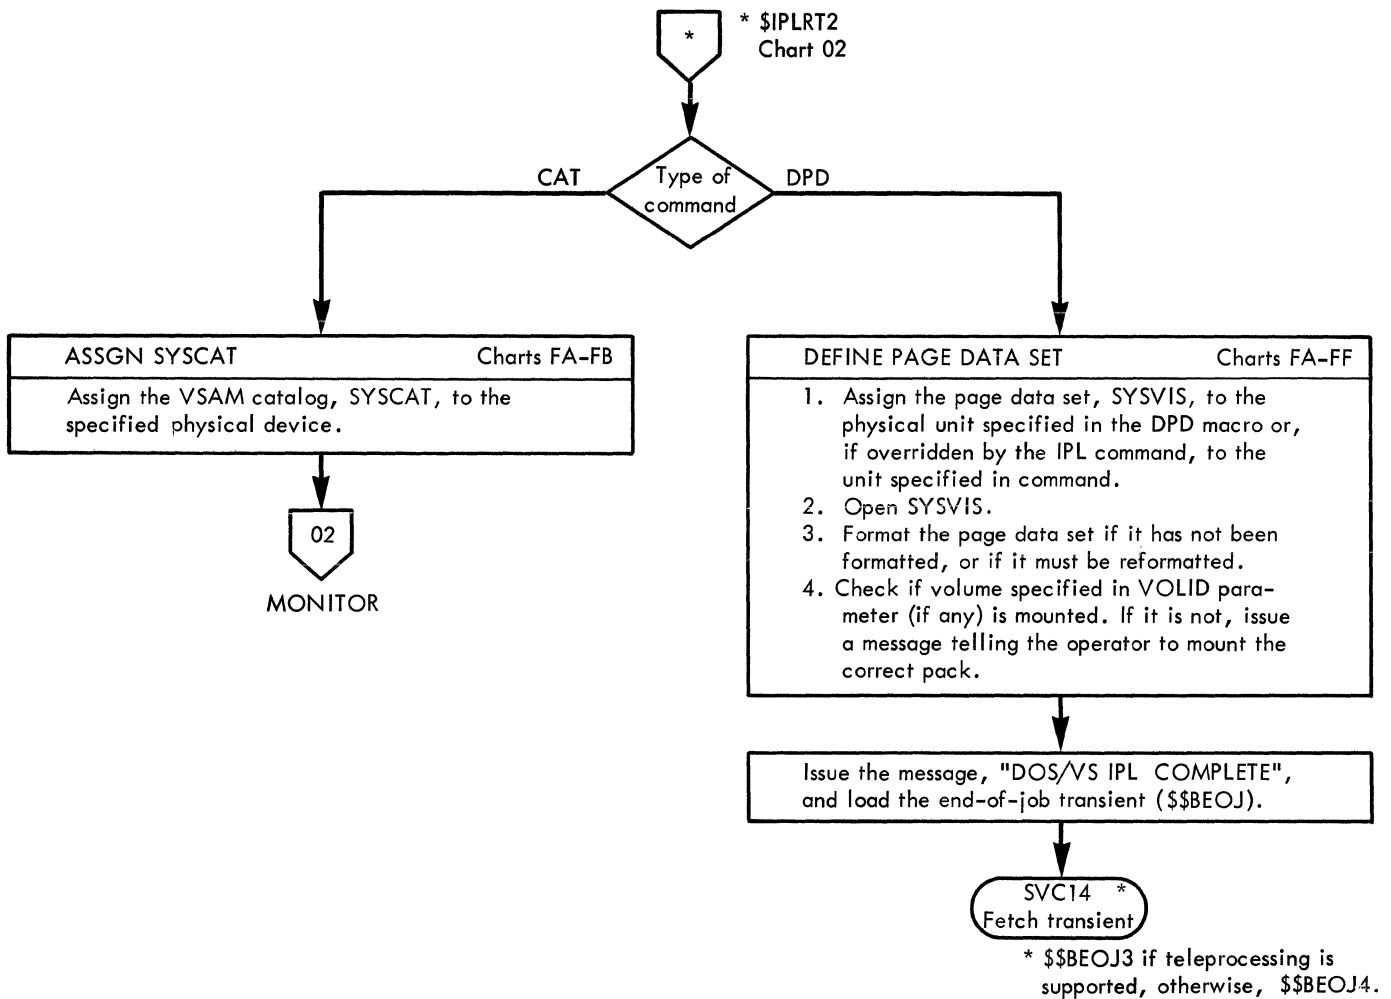 *
* $IPLRT2
Chart 02
Type of
command
CAT
DPD
ASSGN SYSCAT Charts FA-FB
Assign the VSAM catalog, SYSCAT, to the
specified physical device.
02
MONITOR
DEFINE PAGE DATA SET Charts FA-FF
1. Assign the page data set, SYSVIS, to the
physical unit specified in the DPD macro or,
if overridden by the IPL command, to the
unit specified in command.
2. Open SYSVIS.
3. Format the page data set if it has not been
formatted, or if it must be reformatted.
4. Check if volume specified in VOLID para-
meter (if any) is mounted. If it is not, issue
a message telling the operator to mount the
correct pack.
Issue the message, "DOS/VS IPL COMPLETE",
and load the end-of-job transient ($$BEOJ).
SVC14 *
Fetch transient
* $$BEOJ3 if teleprocessing is
supported, otherwise, $$BEOJ4.